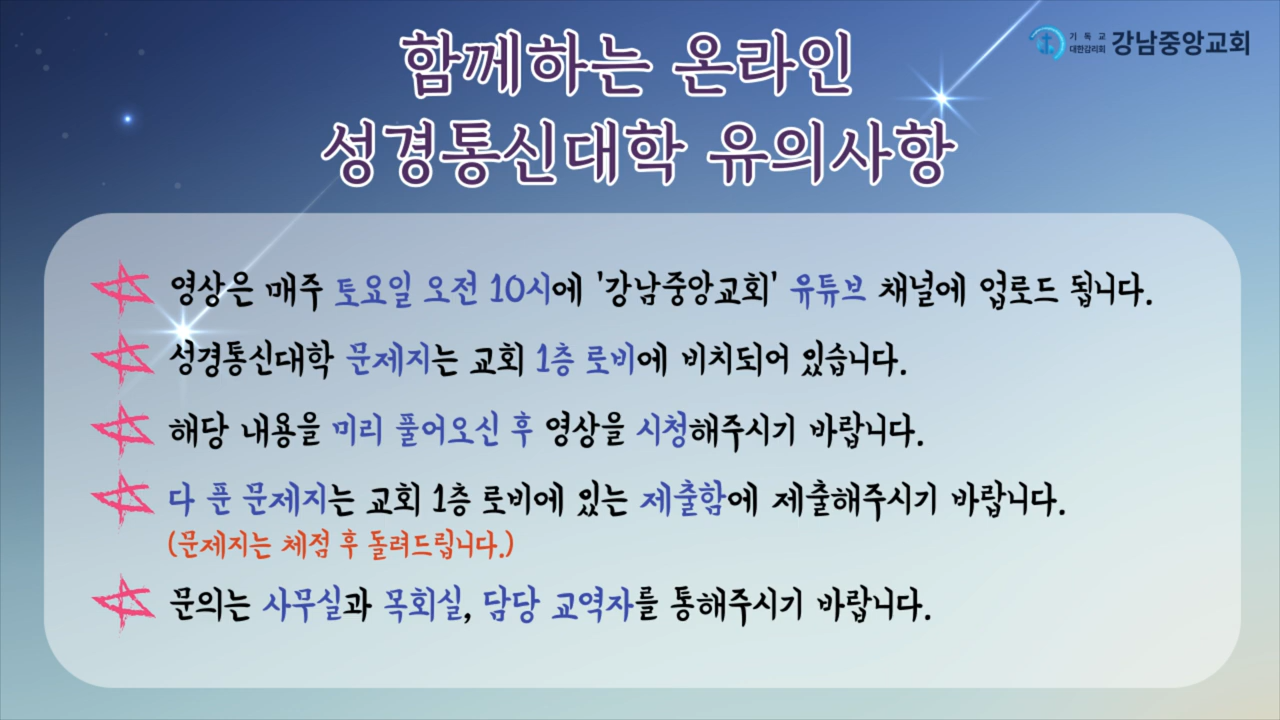 함께하는 온라인
기독교
대한감리회 강남중앙교회
성경통신대학 유의사항
영상은 매주 토요일 오전 10시에 '강남중앙교회' 유튜브 채널에 업로드 됩니다.
성경통신대학 문제지는 교회 1층 로비에 비치되어 있습니다.
해당 내용을 미리 풀어오신 후 영상을 시청해주시기 바랍니다.
다 푼 문제지는 교회 1층 로비에 있는 제출함에 제출해주시기 바랍니다.
(문제지는 체점 후 돌려드립니다.)
문의는 사무실과 목회실, 담당 교역자를 통해주시기 바랍니다.